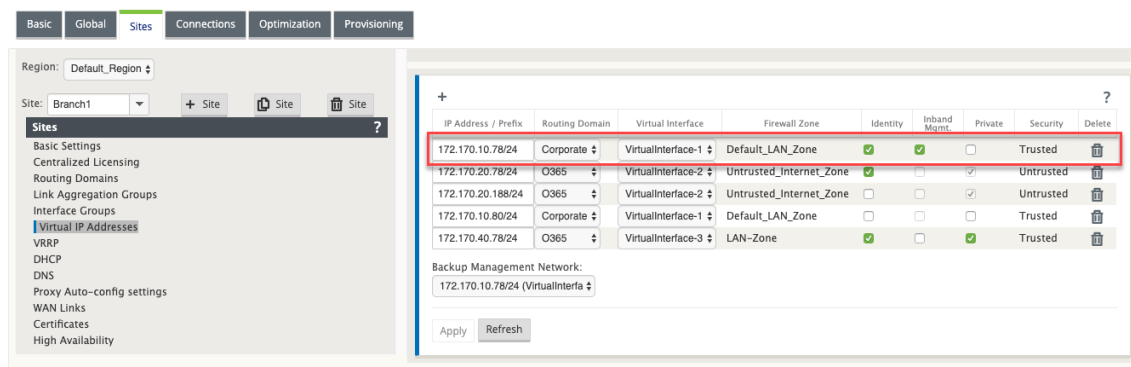 Basic Global Sites Connections Optimization Provisioning
Region: Default_Region
Site: Branch1 + Site Site Site
Sites ?
Basic Settings
Centralized Licensing
Routing Domains
Link Aggregation Groups
Interface Groups
Virtual IP Addresses
VRRP
DHCP
DNS
Proxy Auto-config settings
WAN Links
Certificates
High Availability
+ ?
IP Address / Prefix Routing Domain Virtual Interface Firewall Zone Identity Inband Mgmt. Private Security Delete
172.170.10.78/24 Corporate VirtualInterface-1 Default_LAN_Zone Trusted
172.170.20.78/24 O365 VirtualInterface-2 Untrusted_Internet_Zone Untrusted
172.170.20.188/24 O365 VirtualInterface-2 Untrusted_Internet_Zone Untrusted
172.170.10.80/24 Corporate VirtualInterface-1 Default_LAN_Zone Trusted
172.170.40.78/24 O365 VirtualInterface-3 LAN-Zone Trusted
Backup Management Network:
172.170.10.78/24 (VirtualInterfa
Apply Refresh